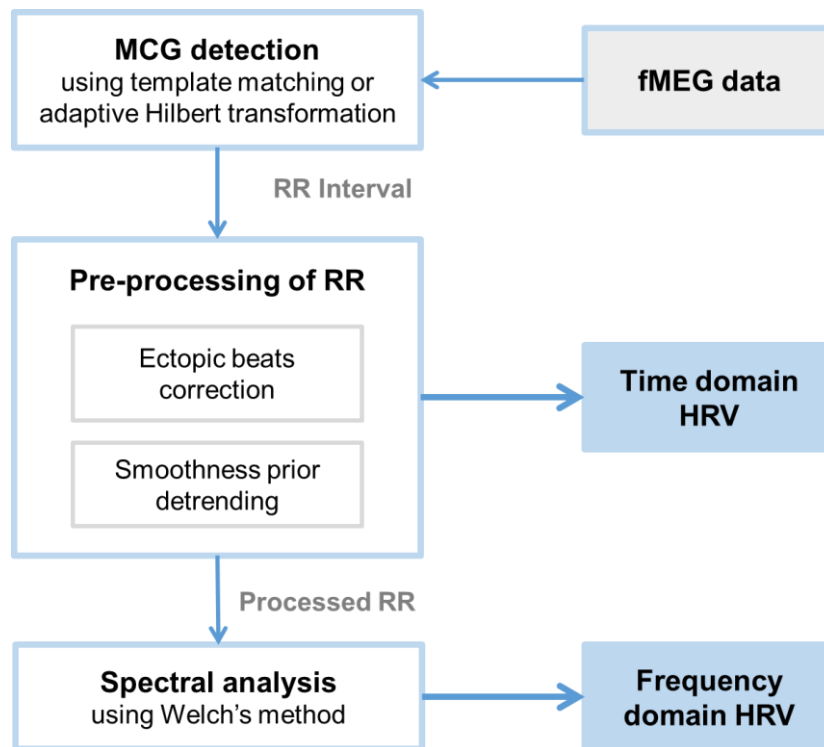 MCG detection
using template matching or
adaptive Hilbert transformation
fMEG data
RR Interval
Pre-processing of RR
Ectopic beats
correction
Smoothness prior
detrending
Time domain
HRV
Processed RR
Spectral analysis
using Welch’s method
Frequency
domain HRV